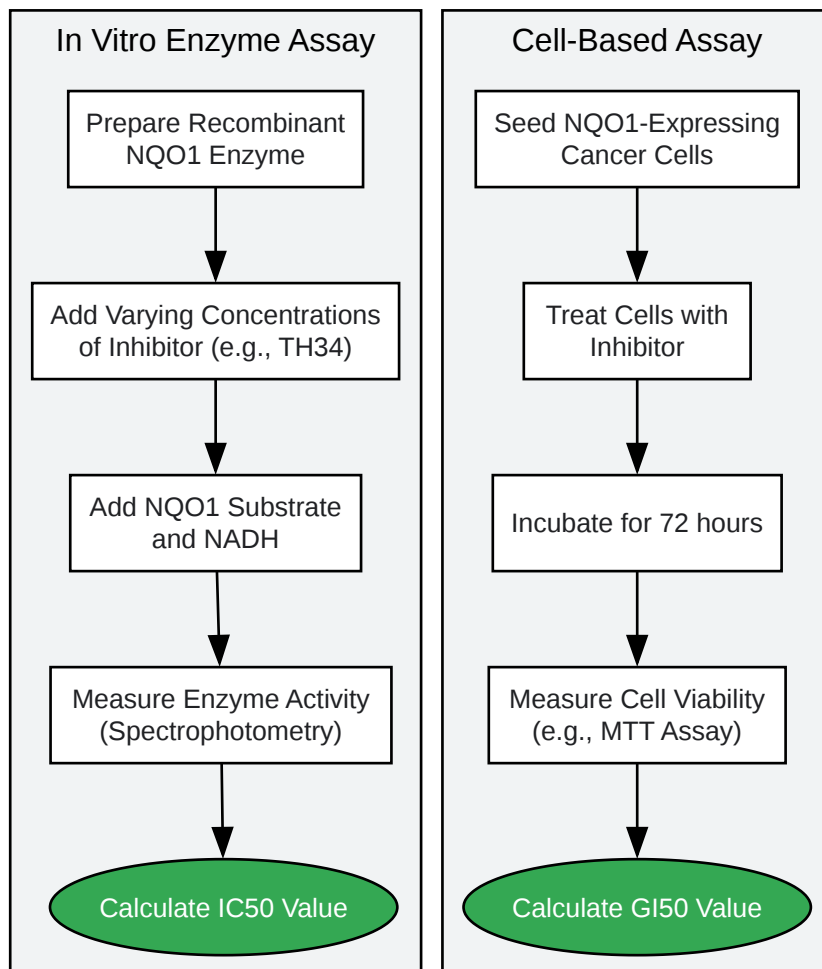 In Vitro Enzyme Assay
Prepare Recombinant
NQO1 Enzyme
Add Varying Concentrations
of Inhibitor (e.g., TH34)
Add NQO1 Substrate
and NADH
Measure Enzyme Activity
(Spectrophotometry)
Calculate IC50 Value
Cell-Based Assay
Seed NQO1-Expressing
Cancer Cells
Treat Cells with
Inhibitor
Incubate for 72 hours
Measure Cell Viability
(e.g., MTT Assay)
Calculate GI50 Value